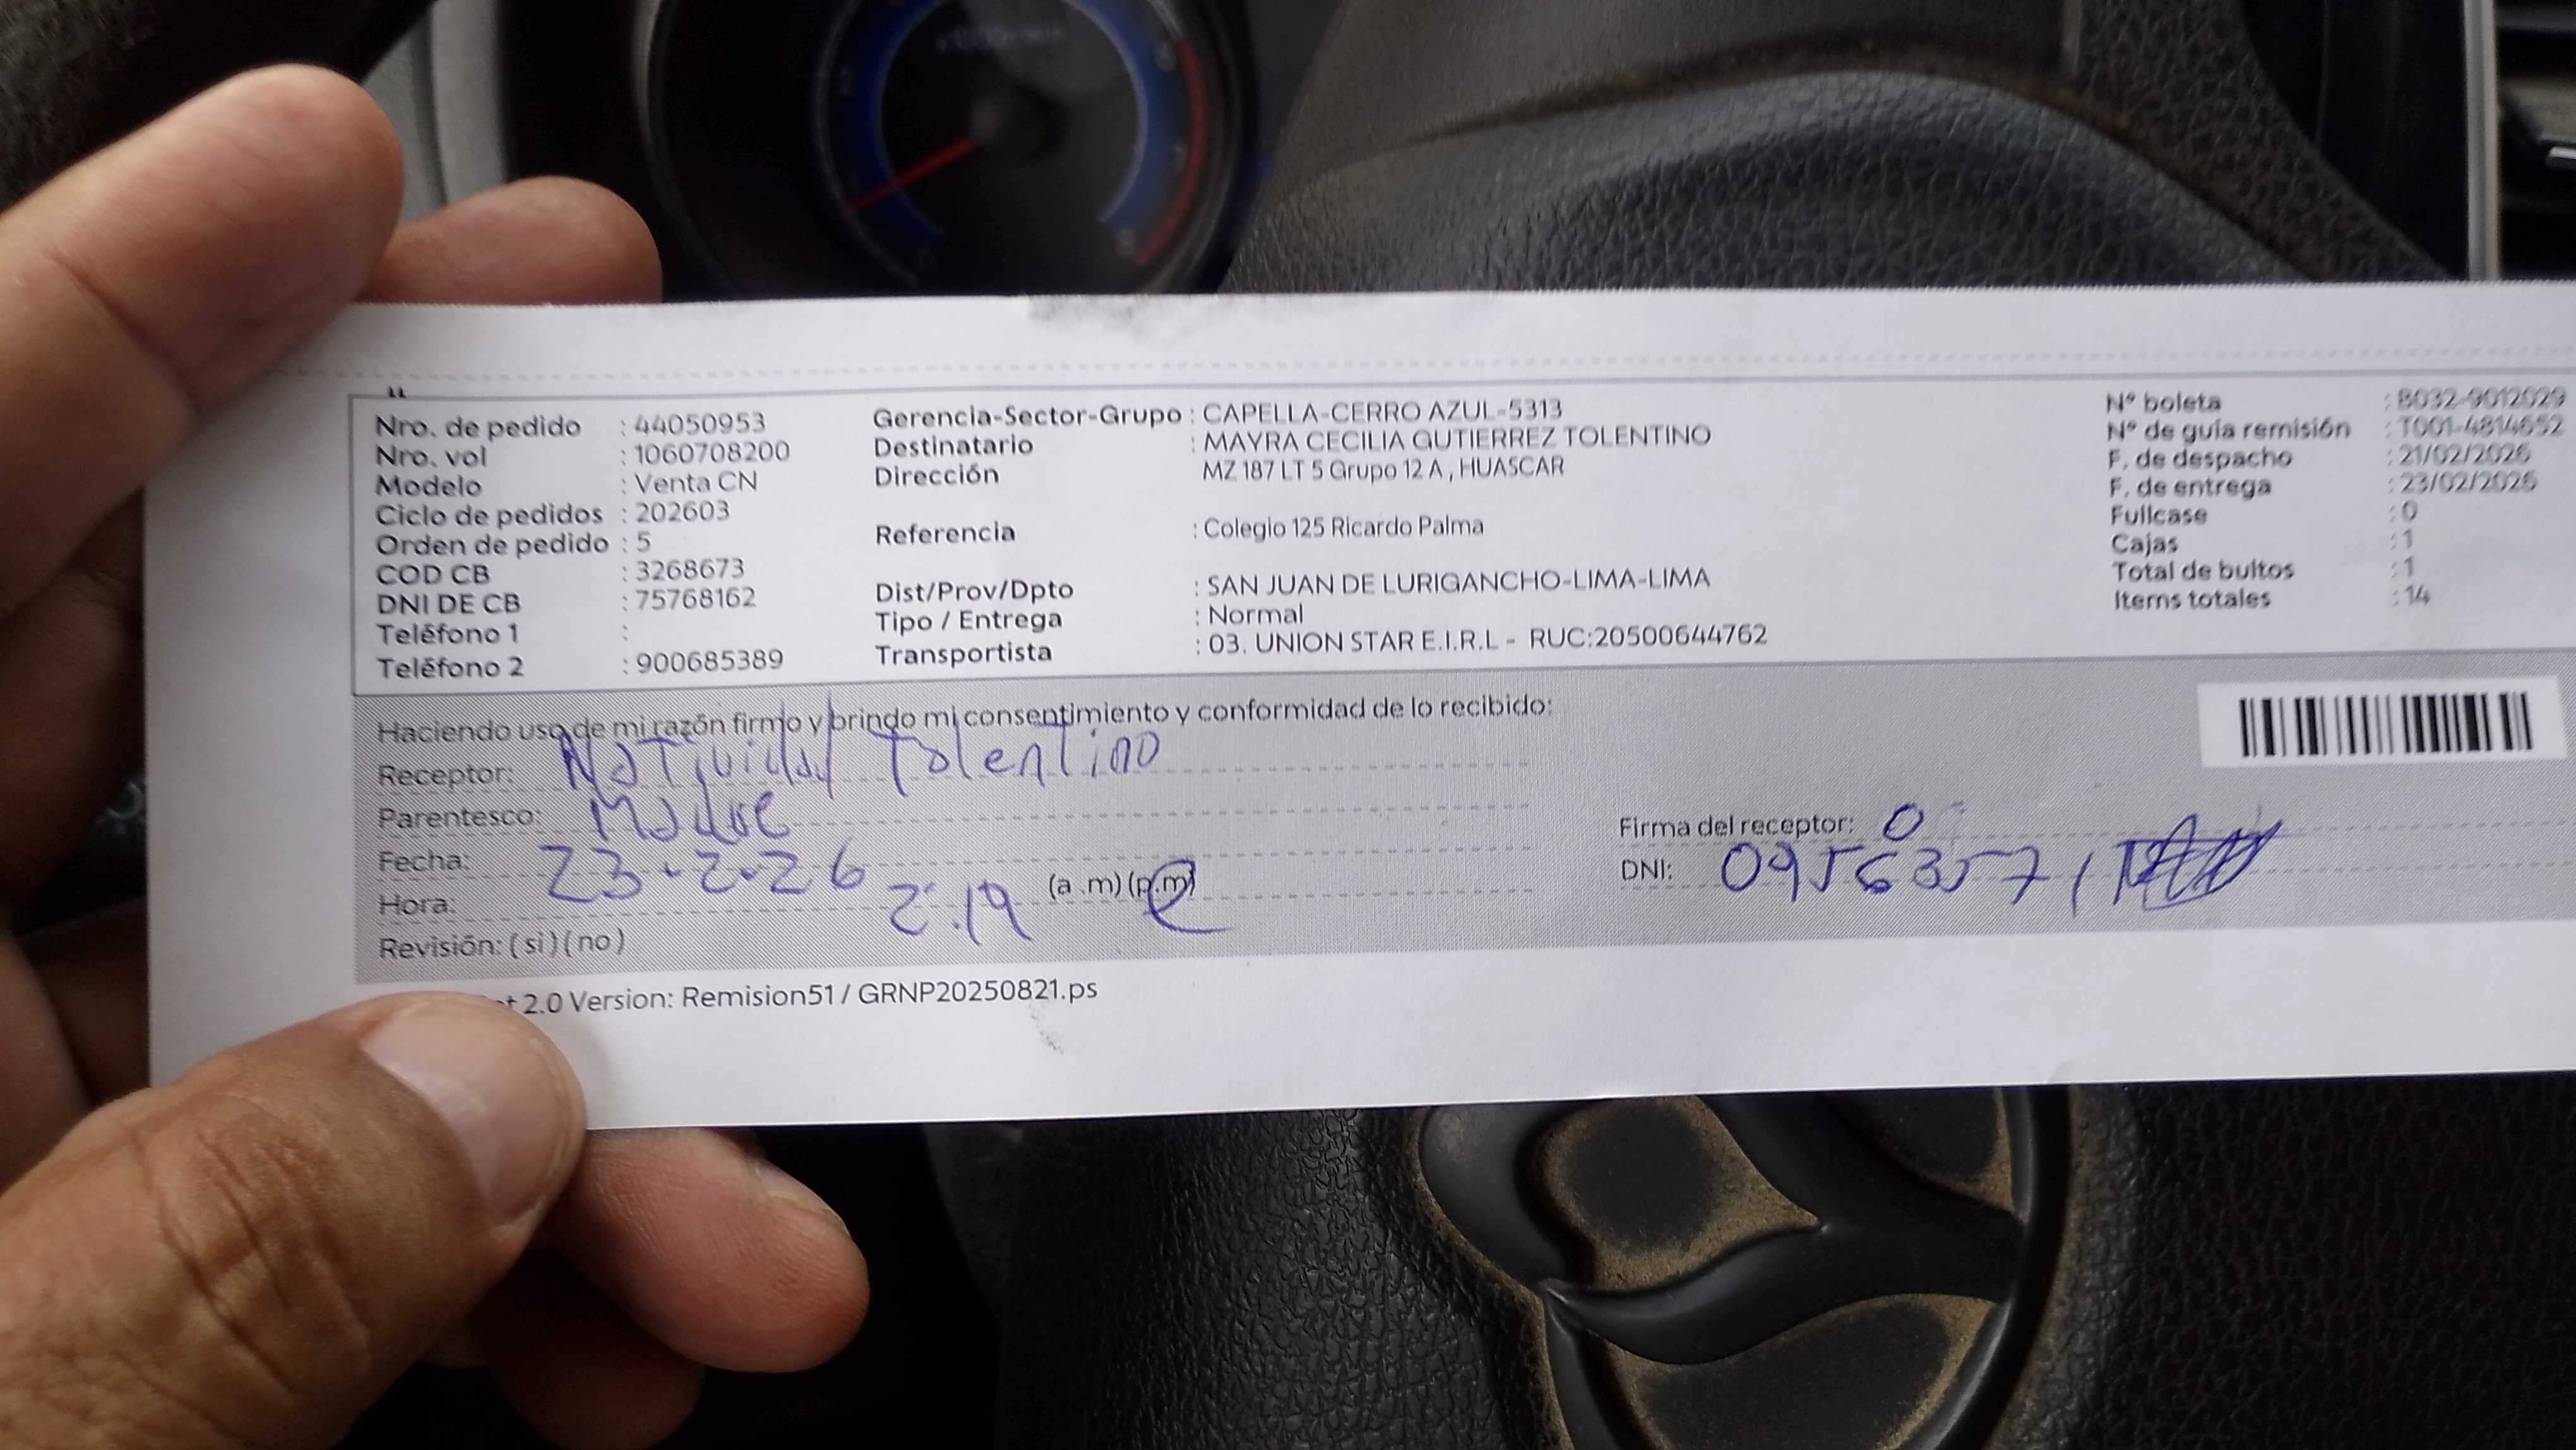 Nro. de pedido : 44050953
Nro. vol : 1060708200
Modelo : Venta CN
Ciclo de pedidos : 202603
Orden de pedido : 5
COD CB : 3268673
DNI DE CB : 75768162
Teléfono 1 :
Teléfono 2 : 900685389
Gerencia-Sector-Grupo : CAPELLA-CERRO AZUL-5313
Destinatario : MAYRA CECILIA GUTIERREZ TOLENTINO
Dirección MZ 187 LT 5 Grupo 12 A , HUASCAR
Referencia : Colegio 125 Ricardo Palma
Dist/Prov/Dpto : SAN JUAN DE LURIGANCHO-LIMA-LIMA
Tipo / Entrega : Normal
Transportista : 03. UNION STAR E.I.R.L - RUC:20500644762
N° boleta : B032-9012029
N° de guía remisión : T001-4814652
F. de despacho : 21/02/2026
F. de entrega : 23/02/2026
Fullcase : 0
Cajas : 1
Total de bultos : 1
Items totales : 14
Haciendo uso de mi razón firmo y brindo mi consentimiento y conformidad de lo recibido:
Receptor: Natividad Tolentino
Parentesco: Madre
Fecha: 23-2-26
Hora: 2:19 (a.m) (p.m)
Revisión: (si) (no)
Firma del receptor:
DNI: 09563571
2.0 Version: Remision51 / GRNP20250821.ps